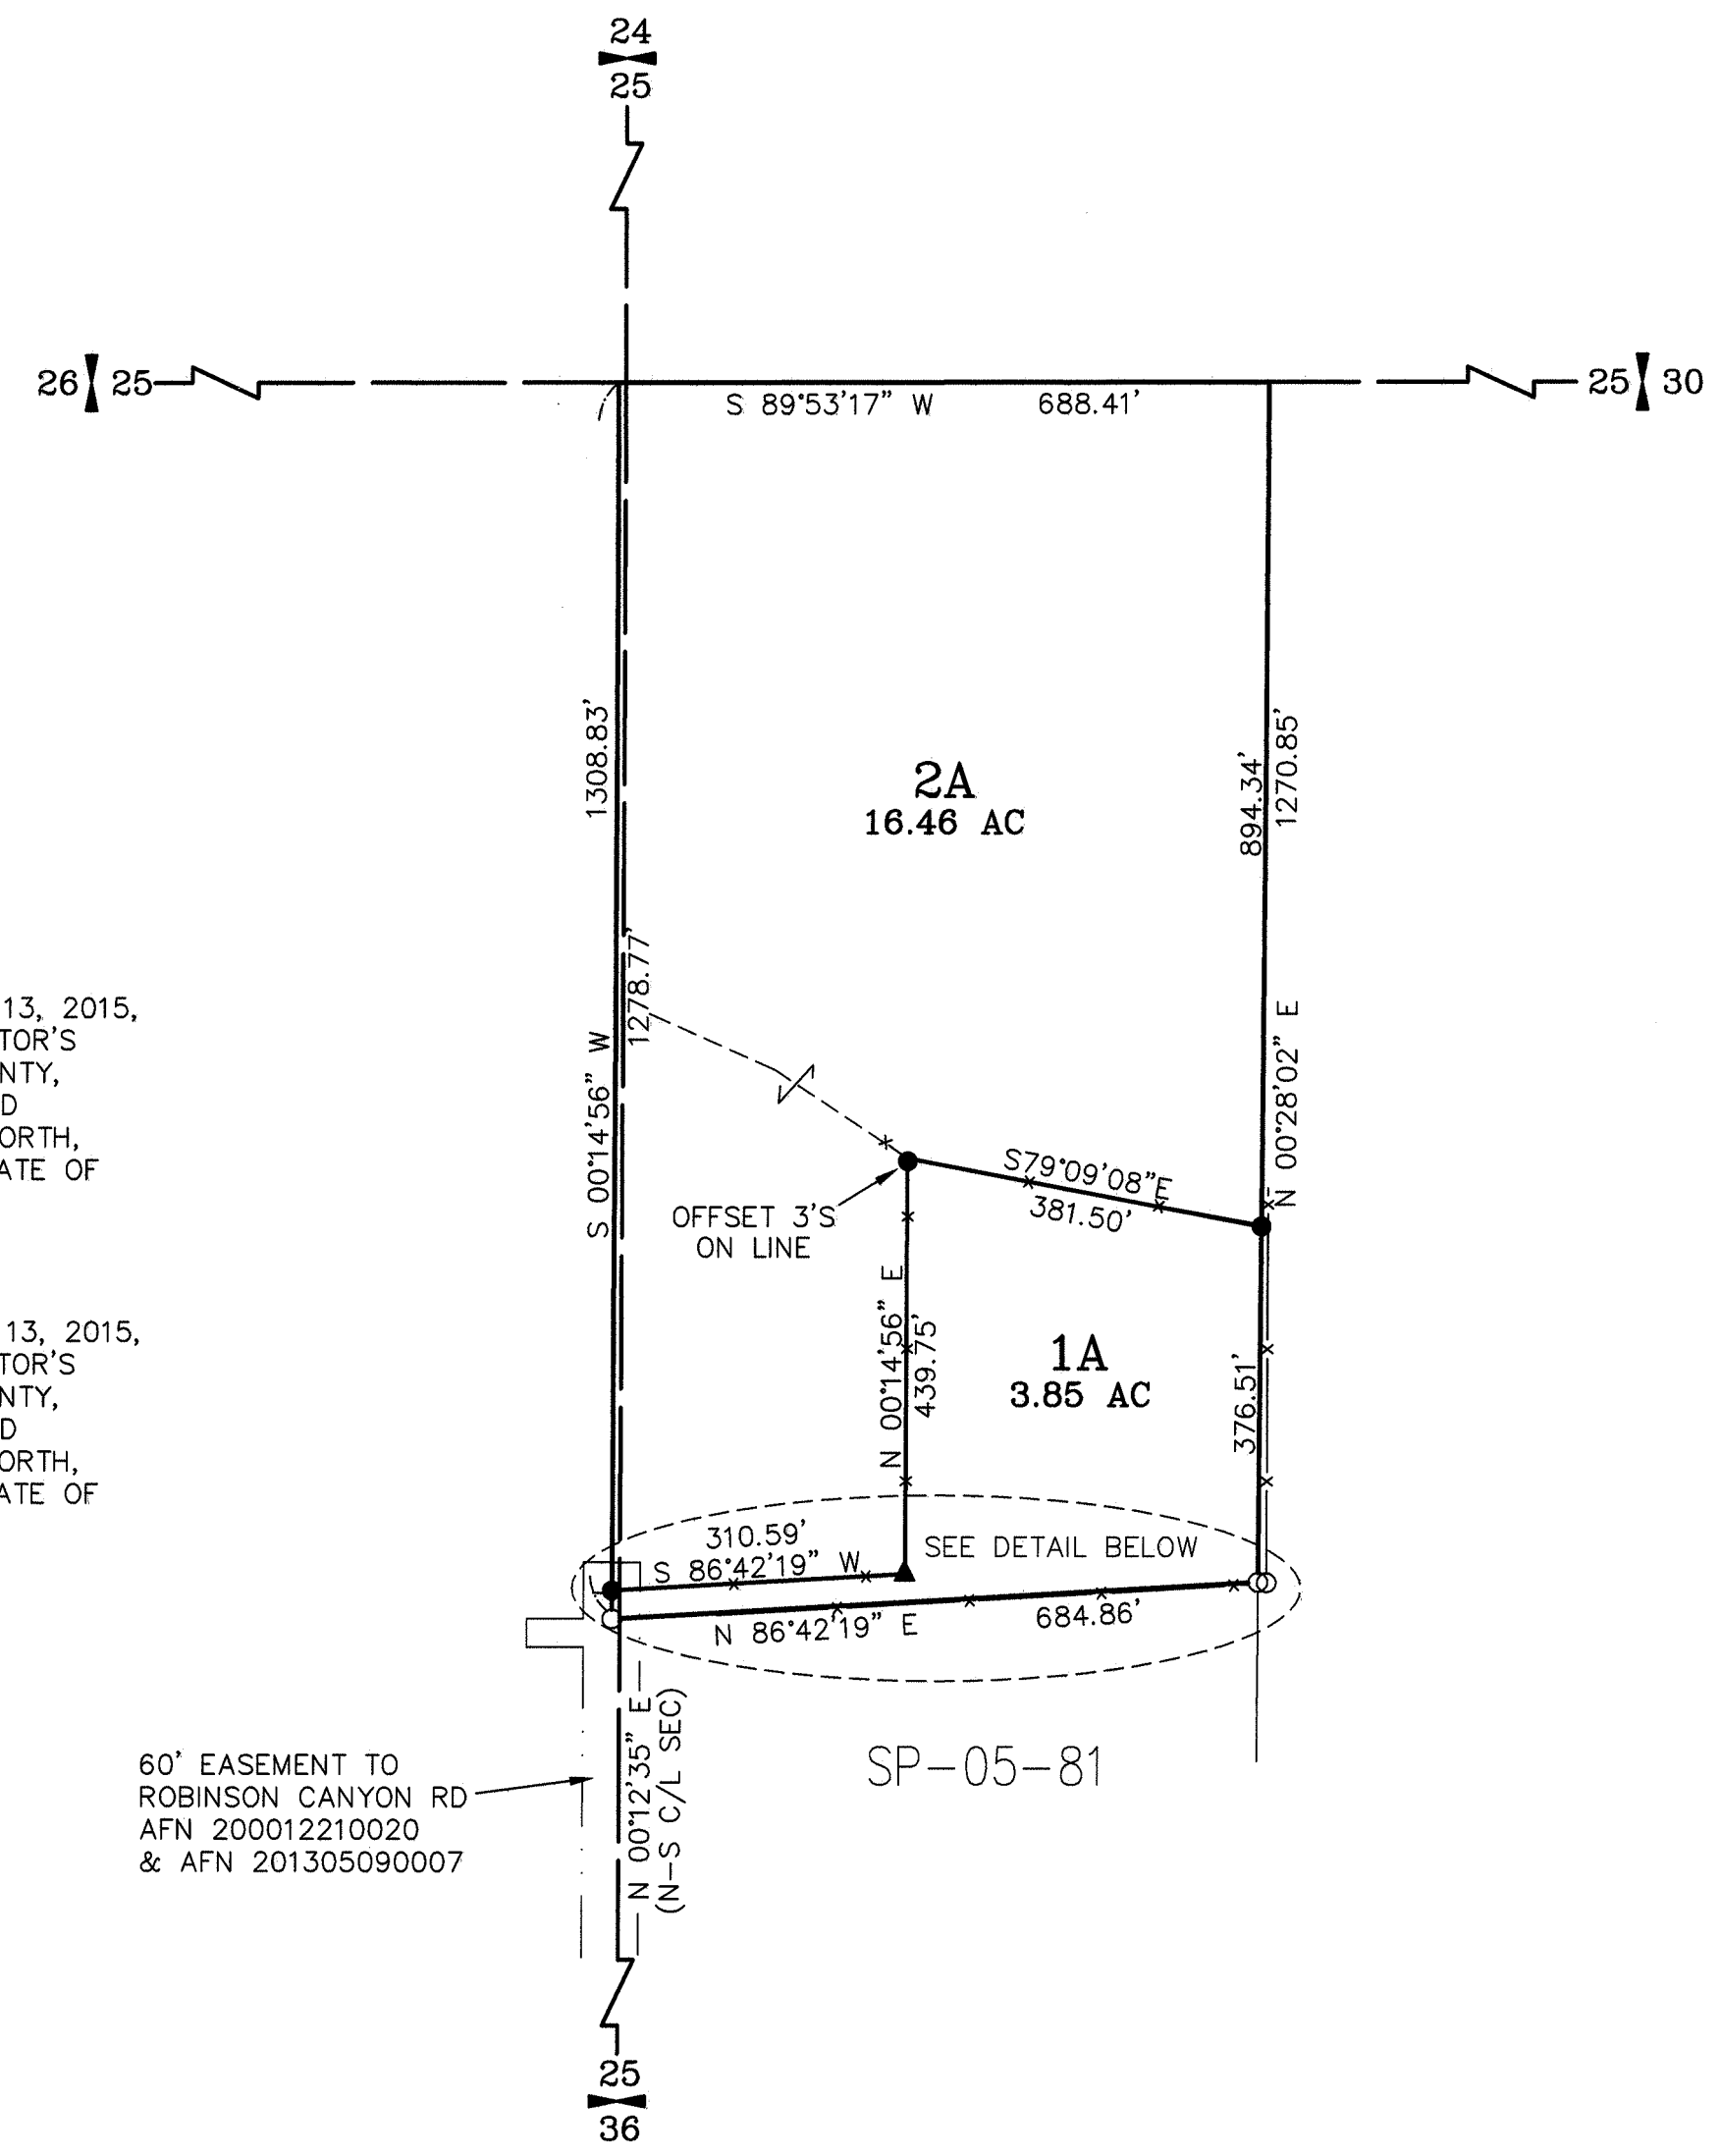 24
25
26 25
25 30
S 89°53'17" W 688.41'
1308.83'
2A
16.46 AC
894.34'
1270.85'
1278.77'
S 00°14'56" W
N 00°28'02" E
13, 2015,
TOR'S
NTY,
D
ORTH,
ATE OF
S79°09'08"E
381.50'
OFFSET 3'S
ON LINE
N 00°14'56" E
439.75'
1A
3.85 AC
376.51'
13, 2015,
TOR'S
NTY,
D
ORTH,
ATE OF
310.59'
S 86°42'19" W
SEE DETAIL BELOW
N 86°42'19" E
684.86'
N 00°12'35" E
(N-S C/L SEC)
SP-05-81
60' EASEMENT TO
ROBINSON CANYON RD
AFN 200012210020
& AFN 201305090007
25
36